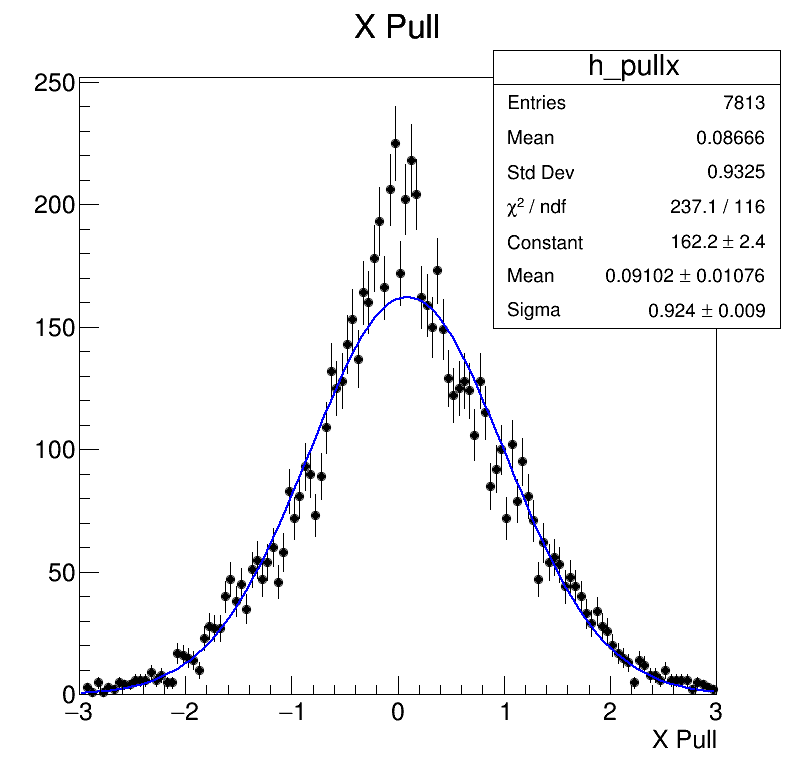 X Pull
h_pullx
Entries 7813
Mean 0.08666
Std Dev 0.9325
χ² / ndf 237.1 / 116
Constant 162.2 ± 2.4
Mean 0.09102 ± 0.01076
Sigma 0.924 ± 0.009
250
200
150
100
50
0
−3 −2 −1 0 1 2 3
X Pull